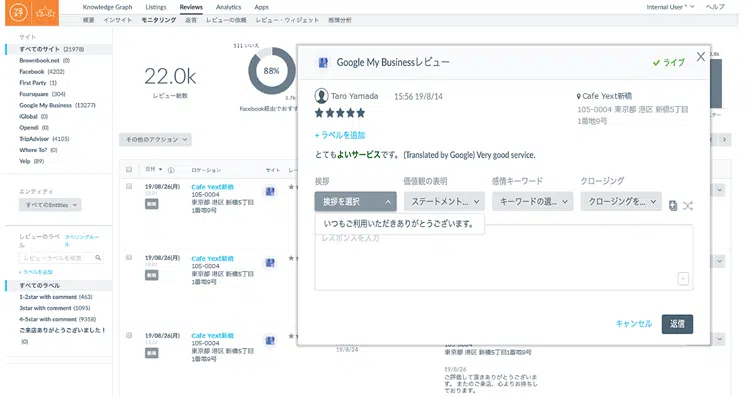 Knowledge Graph Listings Reviews Analytics Apps Internal User * ヘルプ
概要 インサイト モニタリング 返答 レビューの依頼 レビュー・ウィジェット 感情分析
サイト
すべてのサイト (21978)
Brownbook.net (0)
Facebook (4202)
First Party (1)
Foursquare (304)
Google My Business (13277)
iGlobal (0)
Opendi (0)
TripAdvisor (4105)
Where To? (0)
Yelp (89)
エンティティ
すべてのEntities
レビューのラベル ラベリングルール
レビューラベルを検索
+ ラベルを追加
すべてのラベル
1-2star with comment (463)
3star with comment (1095)
4-5star with comment (9358)
ご来店ありがとうございました!
(0)
22.0k
レビュー総数
511 いいえ
88%
Facebook経由でおすす
その他のアクション
日付 ロケーション サイト
19/08/26(月)
Cafe Yext新橋
105-0004
東京都 港区 新橋5丁目
1番地9号
19/08/26(月)
Cafe Yext新橋
105-0004
東京都 港区 新橋5丁目
1番地9号
19/08/26(月)
Cafe Yext新橋
105-0004
東京都 港区 新橋5丁目
1番地9号
19/8/24
東京都 港区 新橋5丁目1番地9号
19/8/26
ご評価して頂きありがとうございま
す。 またのご来店、心よりお待ちし
ております。
Google My Businessレビュー
ライブ
Taro Yamada 15:56 19/8/14
Cafe Yext新橋
105-0004 東京都 港区 新橋5丁目
1番地9号
+ ラベルを追加
とてもよいサービスです。 (Translated by Google) Very good service.
挨拶 価値観の表明 感情キーワード クロージング
挨拶を選択 ステートメント... キーワードの選... クロージングを...
いつもご利用いただきありがとうございます。
レスポンスを入力
キャンセル 返信